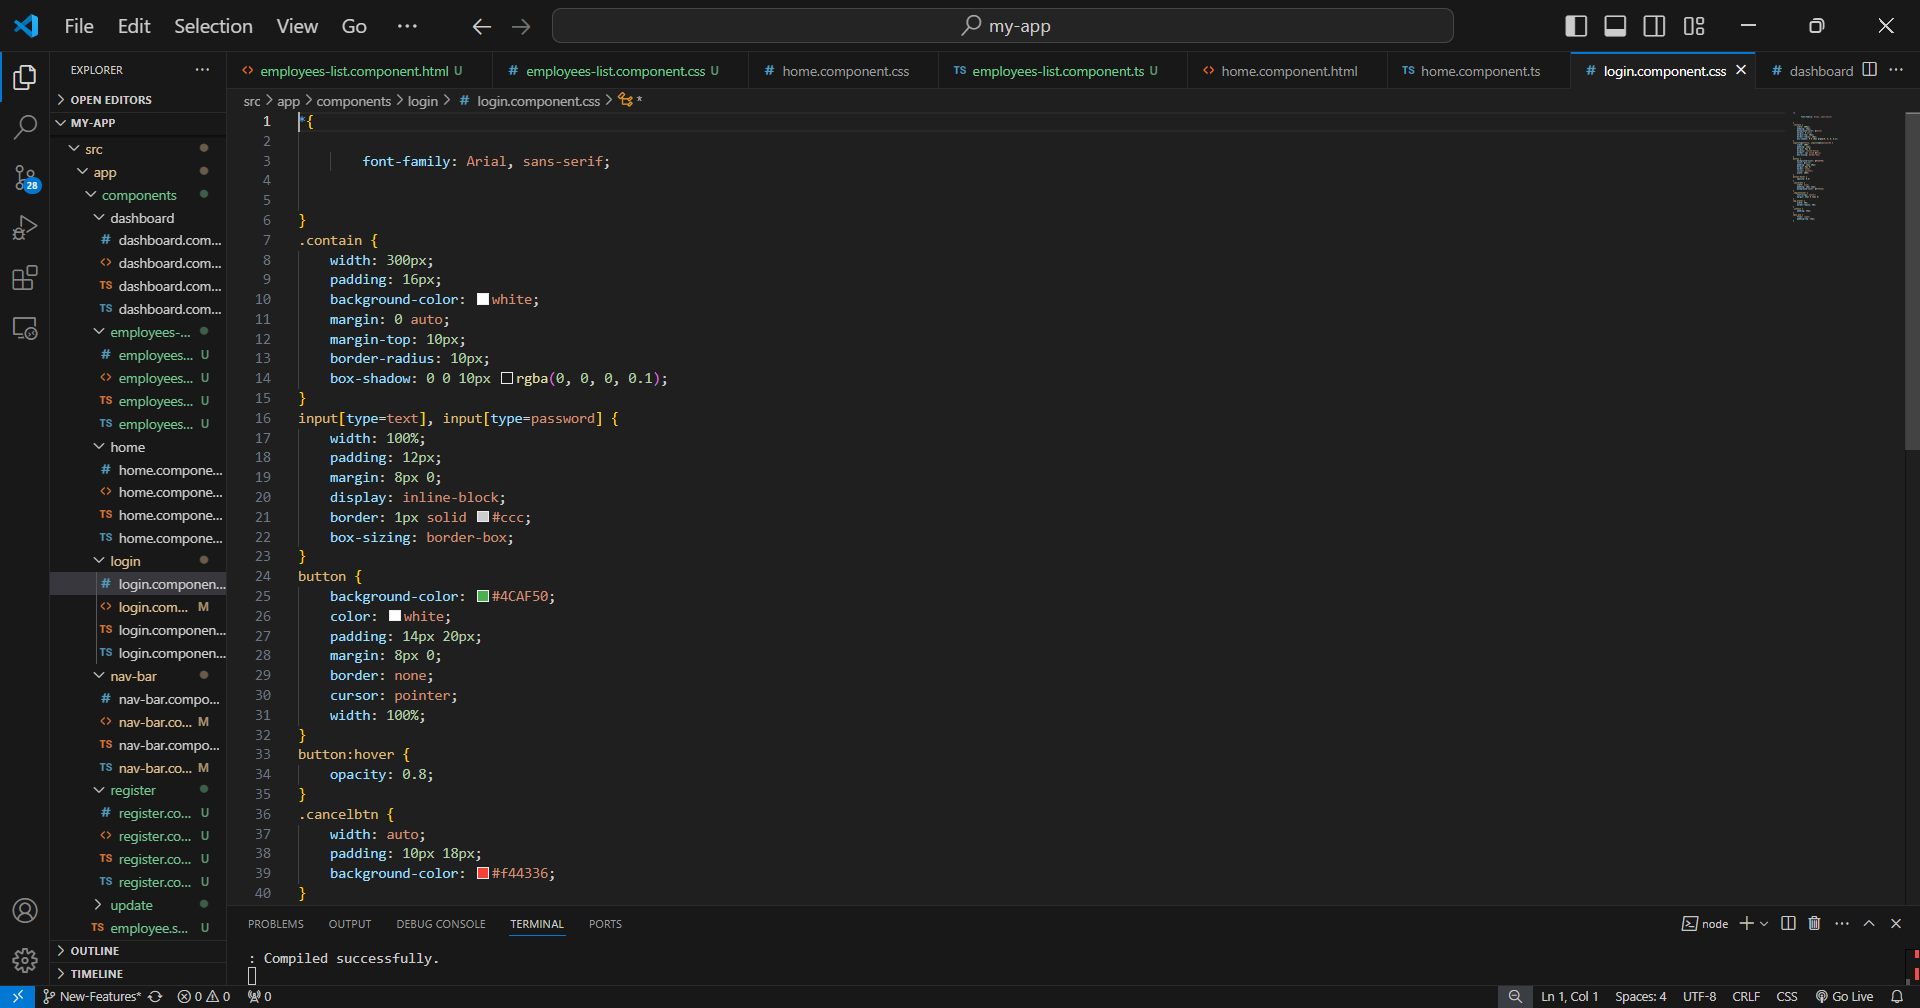 File Edit Selection View Go ··· my-app
EXPLORER ···
OPEN EDITORS
MY-APP
src
app
components
dashboard
# dashboard.com...
<> dashboard.com...
TS dashboard.com...
TS dashboard.com...
employees-...
# employees... U
<> employees... U
TS employees... U
TS employees... U
home
# home.compone...
<> home.compone...
TS home.compone...
TS home.compone...
login
# login.componen...
<> login.com... M
TS login.componen...
TS login.componen...
nav-bar
# nav-bar.compo...
<> nav-bar.co... M
TS nav-bar.compo...
TS nav-bar.co... M
register
# register.co... U
<> register.co... U
TS register.co... U
TS register.co... U
update
TS employee.s... U
OUTLINE
TIMELINE
28
<> employees-list.component.html U # employees-list.component.css U # home.component.css TS employees-list.component.ts U <> home.component.html TS home.component.ts # login.component.css # dashboard ···
src > app > components > login > # login.component.css > *
1 *{
2
3 font-family: Arial, sans-serif;
4
5
6 }
7 .contain {
8 width: 300px;
9 padding: 16px;
10 background-color: white;
11 margin: 0 auto;
12 margin-top: 10px;
13 border-radius: 10px;
14 box-shadow: 0 0 10px rgba(0, 0, 0, 0.1);
15 }
16 input[type=text], input[type=password] {
17 width: 100%;
18 padding: 12px;
19 margin: 8px 0;
20 display: inline-block;
21 border: 1px solid #ccc;
22 box-sizing: border-box;
23 }
24 button {
25 background-color: #4CAF50;
26 color: white;
27 padding: 14px 20px;
28 margin: 8px 0;
29 border: none;
30 cursor: pointer;
31 width: 100%;
32 }
33 button:hover {
34 opacity: 0.8;
35 }
36 .cancelbtn {
37 width: auto;
38 padding: 10px 18px;
39 background-color: #f44336;
40 }
PROBLEMS OUTPUT DEBUG CONSOLE TERMINAL PORTS node ···
: Compiled successfully.
New-Features* 0 0 0 Ln 1, Col 1 Spaces: 4 UTF-8 CRLF CSS Go Live